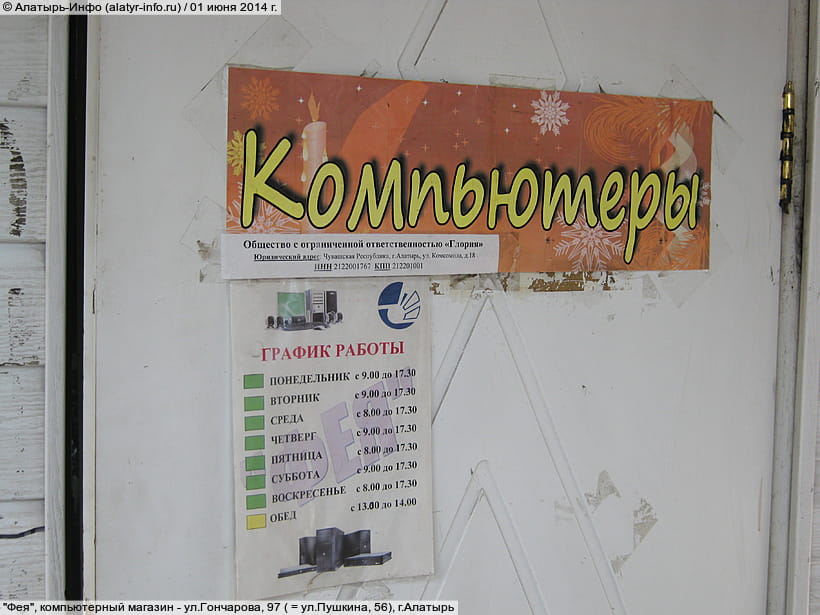 © Алатырь-Инфо (alatyr-info.ru) / 01 июня 2014 г.
Компьютеры
Общество с ограниченной ответственностью «Глория»
Юридический адрес: Чувашская Республика, г.Алатырь, ул. Комсомола, д.18
ИНН 2122001767 КПП 212201001
ГРАФИК РАБОТЫ
ПОНЕДЕЛЬНИК с 9.00 до 17.30
ВТОРНИК с 9.00 до 17.30
СРЕДА с 8.00 до 17.30
ЧЕТВЕРГ с 9.00 до 17.30
ПЯТНИЦА с 8.00 до 17.30
СУББОТА с 9.00 до 17.30
ВОСКРЕСЕНЬЕ с 8.00 до 17.30
ОБЕД с 13.00 до 14.00
"ФЕЯ"
"Фея", компьютерный магазин - ул.Гончарова, 97 ( = ул.Пушкина, 56), г.Алатырь